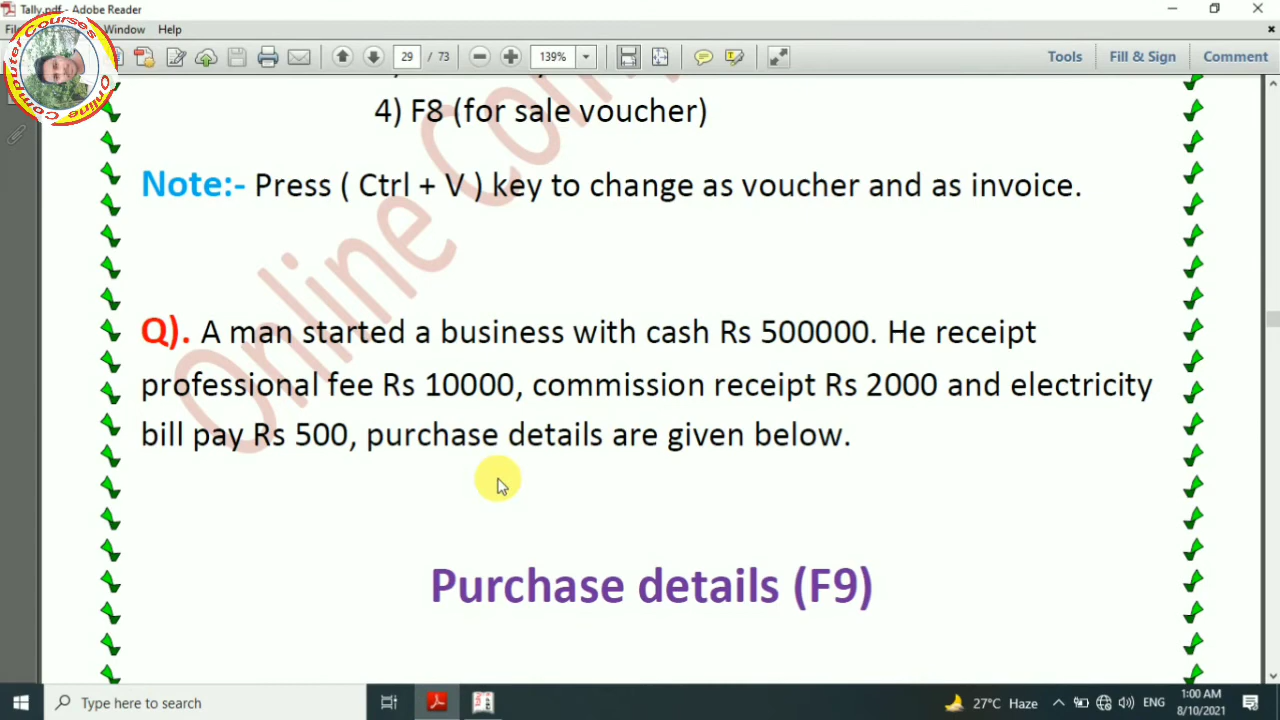 Tally.pdf - Adobe Reader
Window Help
29 / 73 139% Tools Fill & Sign Comment
Online Computer Courses
4) F8 (for sale voucher)
Note:- Press ( Ctrl + V ) key to change as voucher and as invoice.
Q). A man started a business with cash Rs 500000. He receipt
professional fee Rs 10000, commission receipt Rs 2000 and electricity
bill pay Rs 500, purchase details are given below.
Purchase details (F9)
Online Com
Type here to search 27°C Haze ENG 1:00 AM
8/10/2021